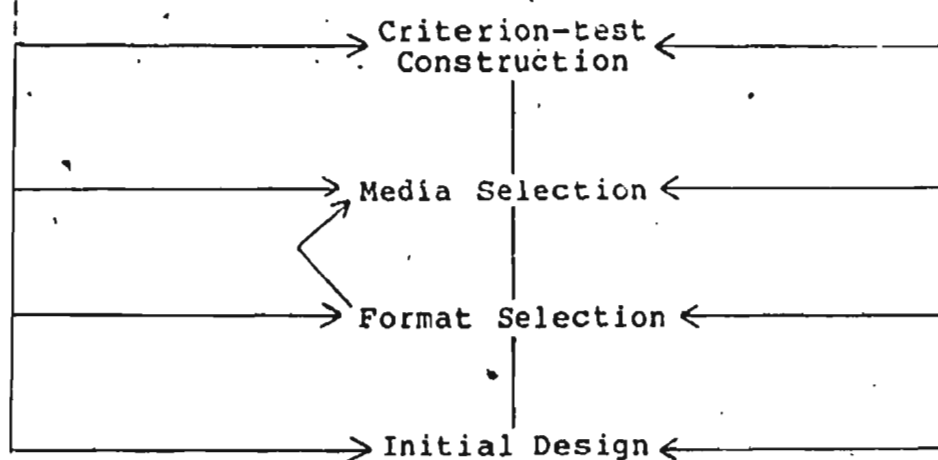 Criterion-test
Construction
Media Selection
Format Selection
Initial Design